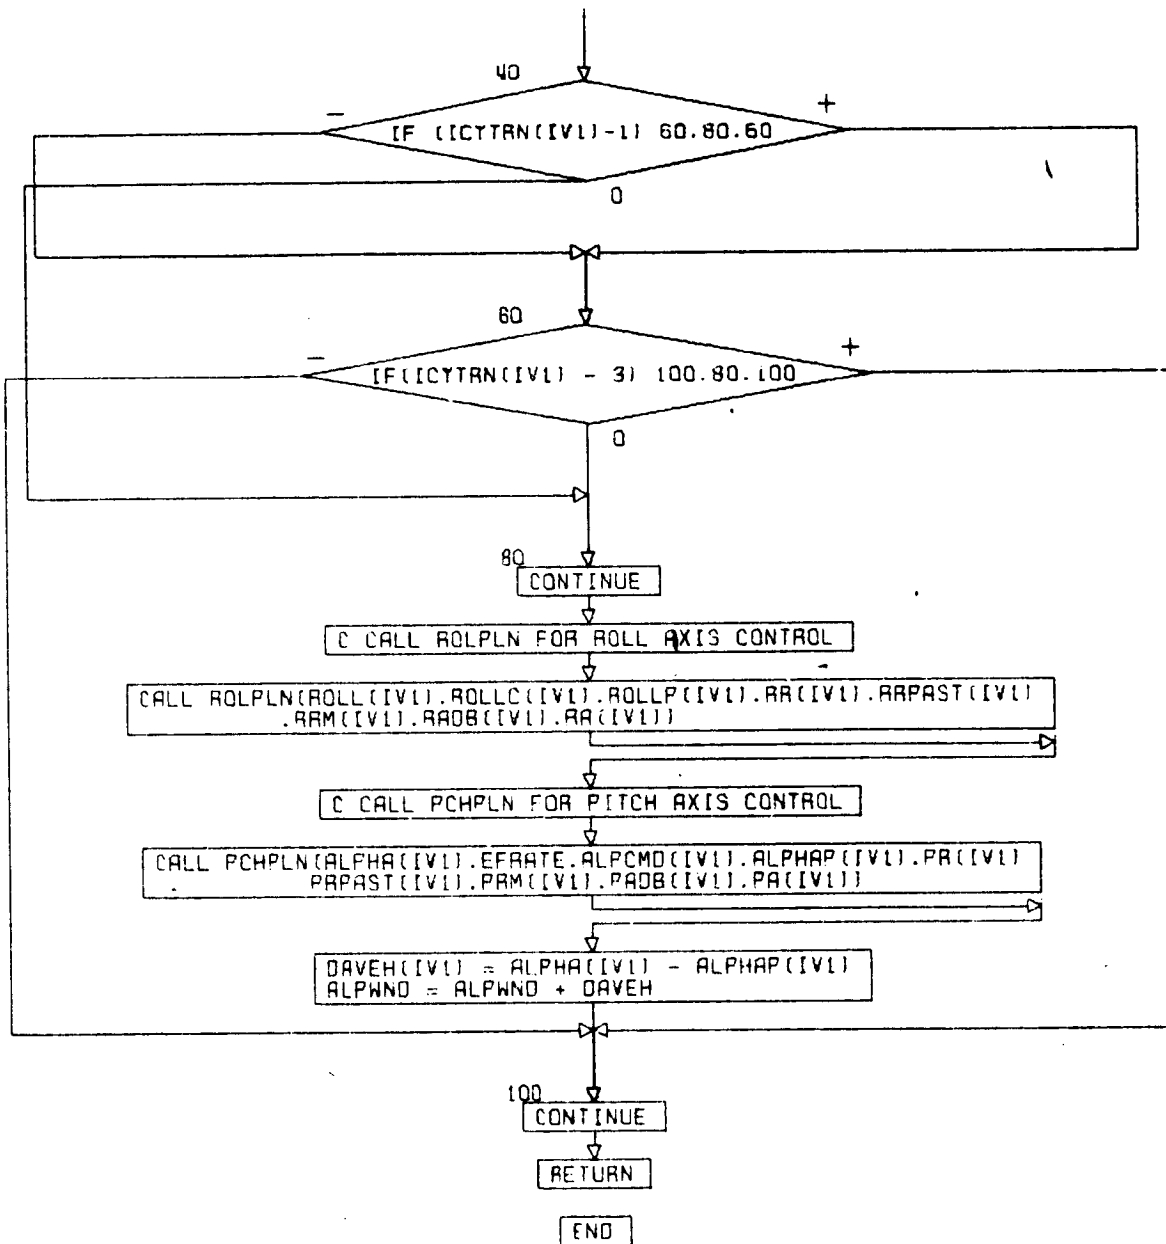 40
- +
IF (ICYTRN(IV1)-1) 60.80.60
0
60
- +
IF(ICYTRN(IV1) - 3) 100.80.100
0
80
CONTINUE
C CALL ROLPLN FOR ROLL AXIS CONTROL
CALL ROLPLN(ROLL(IV1).ROLLC(IV1).ROLLP(IV1).RR(IV1).RRPAST(IV1)
.RRM(IV1).RADB(IV1).RA(IV1))
C CALL PCHPLN FOR PITCH AXIS CONTROL
CALL PCHPLN(ALPHA(IV1).EFRATE.ALPCMD(IV1).ALPHAP(IV1).PR(IV1)
PRPAST(IV1).PRM(IV1).PADB(IV1).PA(IV1))
DAVEH(IV1) = ALPHA(IV1) - ALPHAP(IV1)
ALPWND = ALPWND + DAVEH
100
CONTINUE
RETURN
END